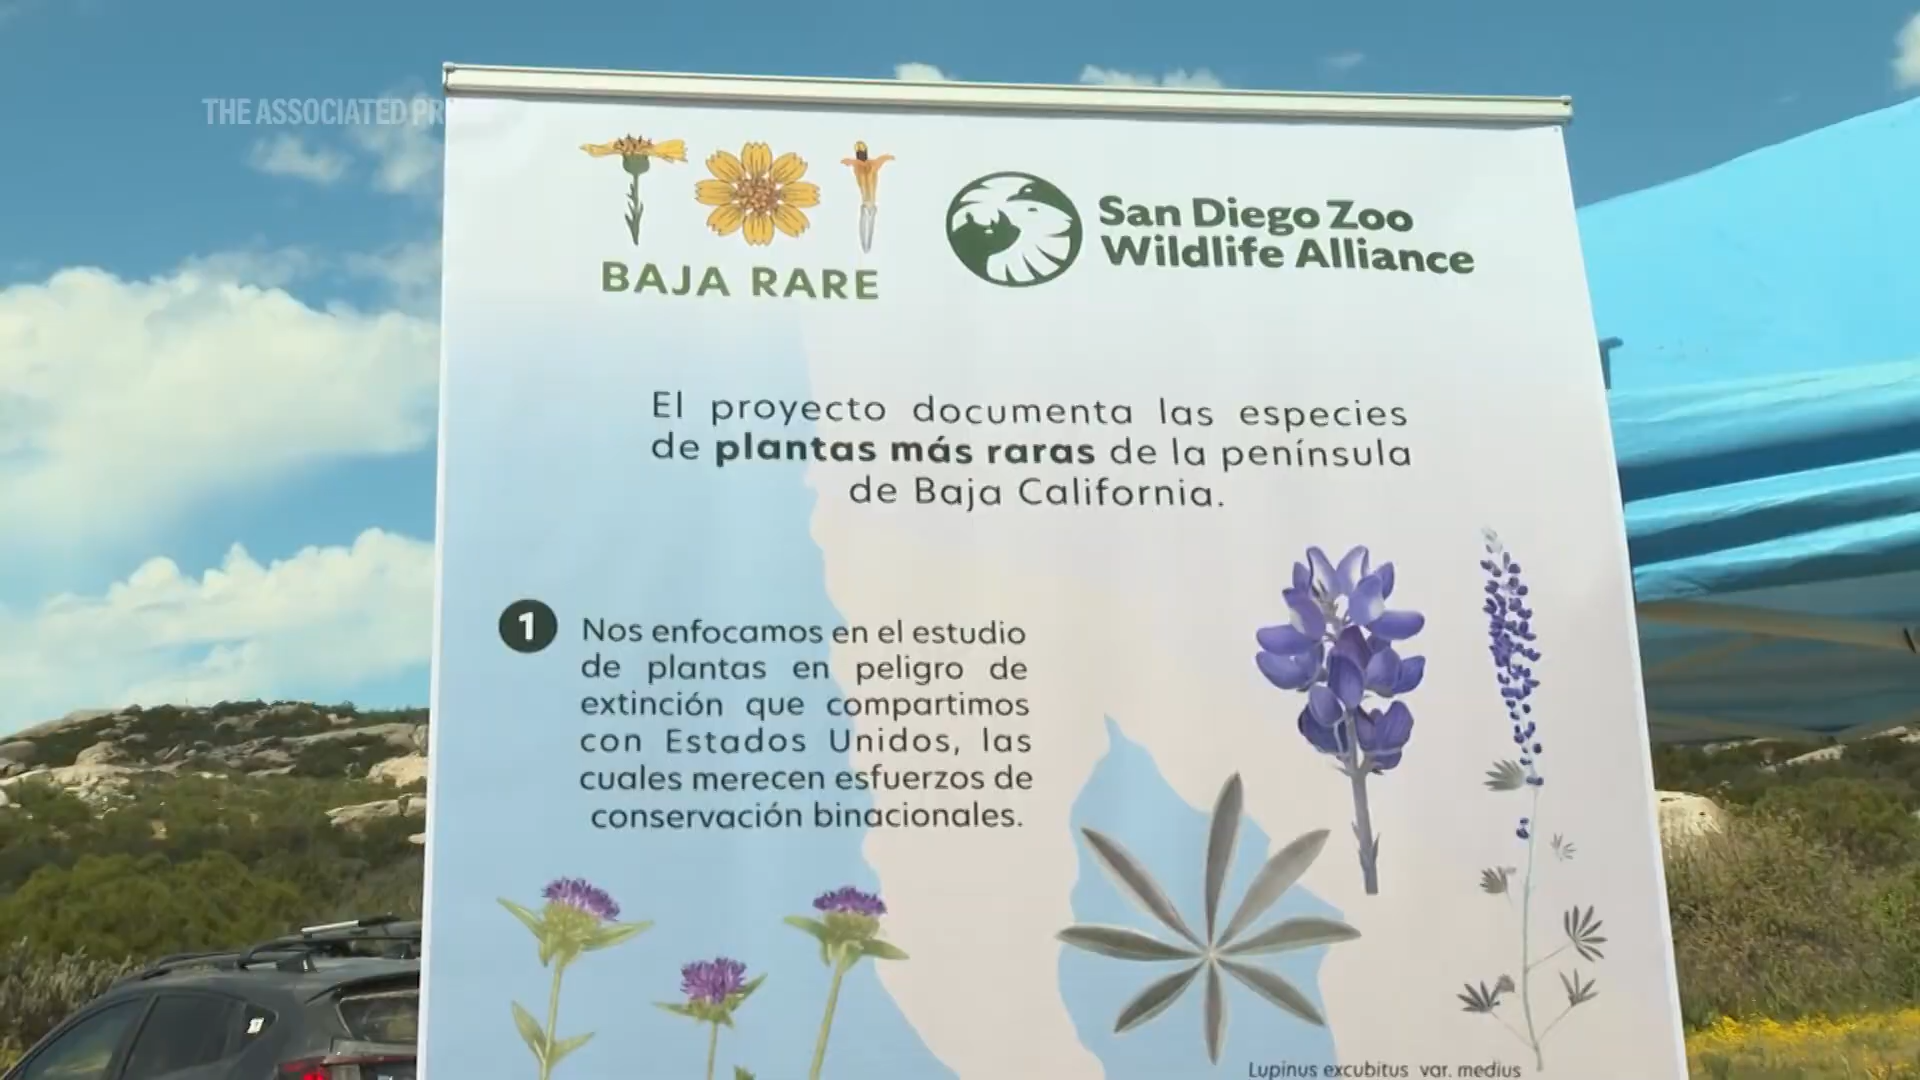 THE ASSOCIATED PR
BAJA RARE
San Diego Zoo
Wildlife Alliance
El proyecto documenta las especies
de plantas más raras de la península
de Baja California.
1
Nos enfocamos en el estudio
de plantas en peligro de
extinción que compartimos
con Estados Unidos, las
cuales merecen esfuerzos de
conservación binacionales.
Lupinus excubitus var. medius